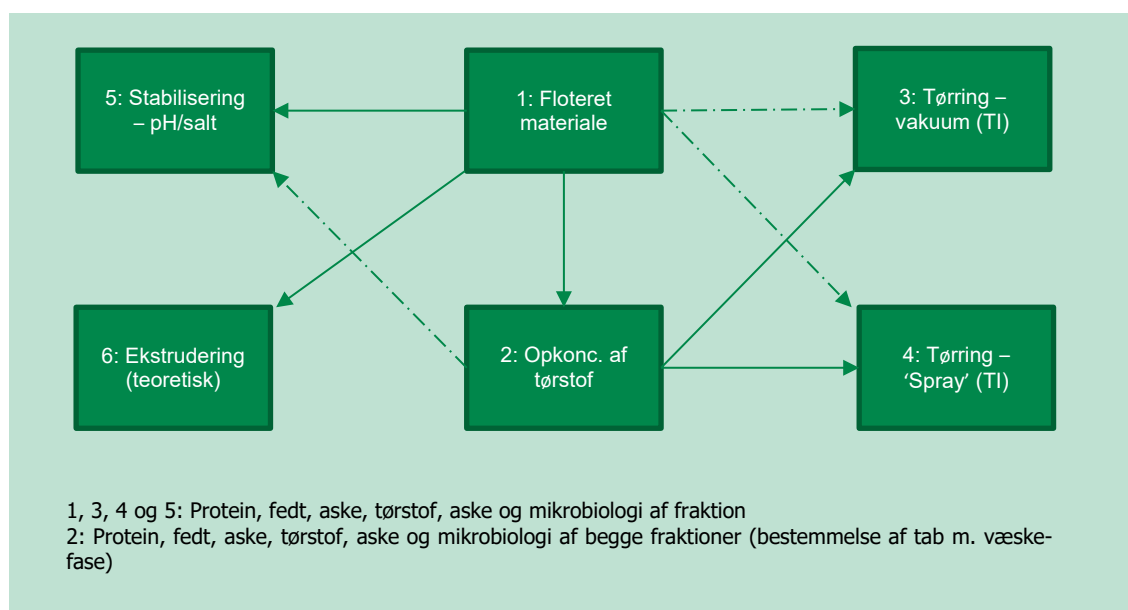 5: Stabilisering
– pH/salt
1: Floteret
materiale
3: Tørring –
vakuum (TI)
6: Ekstrudering
(teoretisk)
2: Opkonc. af
tørstof
4: Tørring –
‘Spray’ (TI)
1, 3, 4 og 5: Protein, fedt, aske, tørstof, aske og mikrobiologi af fraktion
2: Protein, fedt, aske, tørstof, aske og mikrobiologi af begge fraktioner (bestemmelse af tab m. væske-
fase)